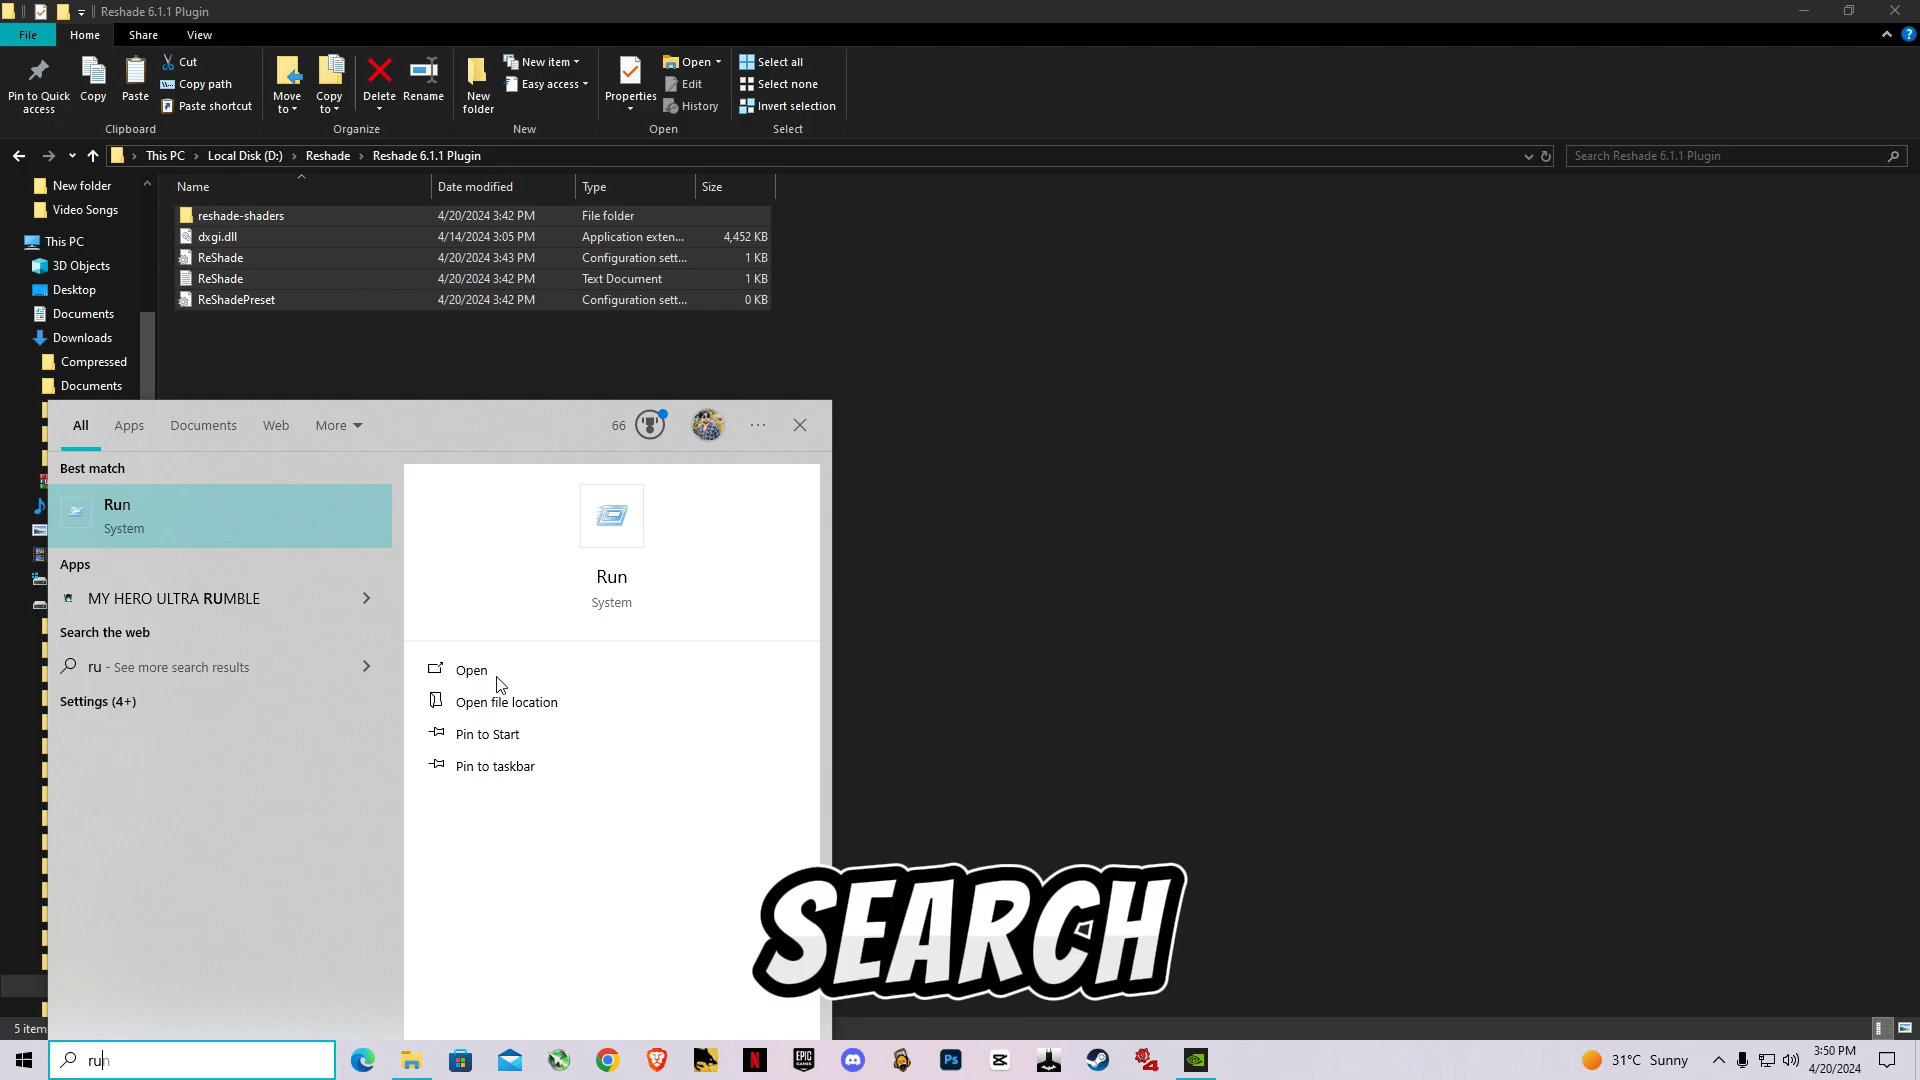 Reshade 6.1.1 Plugin
File Home Share View
Pin to Quick access
Copy
Paste
Cut
Copy path
Paste shortcut
Clipboard
Move to
Copy to
Delete
Rename
Organize
New folder
New item
Easy access
New
Properties
Open
Edit
History
Open
Select all
Select none
Invert selection
Select
This PC > Local Disk (D:) > Reshade > Reshade 6.1.1 Plugin
Search Reshade 6.1.1 Plugin
New folder
Video Songs
This PC
3D Objects
Desktop
Documents
Downloads
Compressed
Documents
Name Date modified Type Size
reshade-shaders 4/20/2024 3:42 PM File folder
dxgi.dll 4/14/2024 3:05 PM Application exten... 4,452 KB
ReShade 4/20/2024 3:43 PM Configuration sett... 1 KB
ReShade 4/20/2024 3:42 PM Text Document 1 KB
ReShadePreset 4/20/2024 3:42 PM Configuration sett... 0 KB
All Apps Documents Web More 66
Best match
Run
System
Apps
MY HERO ULTRA RUMBLE
Search the web
ru - See more search results
Settings (4+)
Run
System
Open
Open file location
Pin to Start
Pin to taskbar
SEARCH
5 item
run
31°C Sunny
3:50 PM
4/20/2024